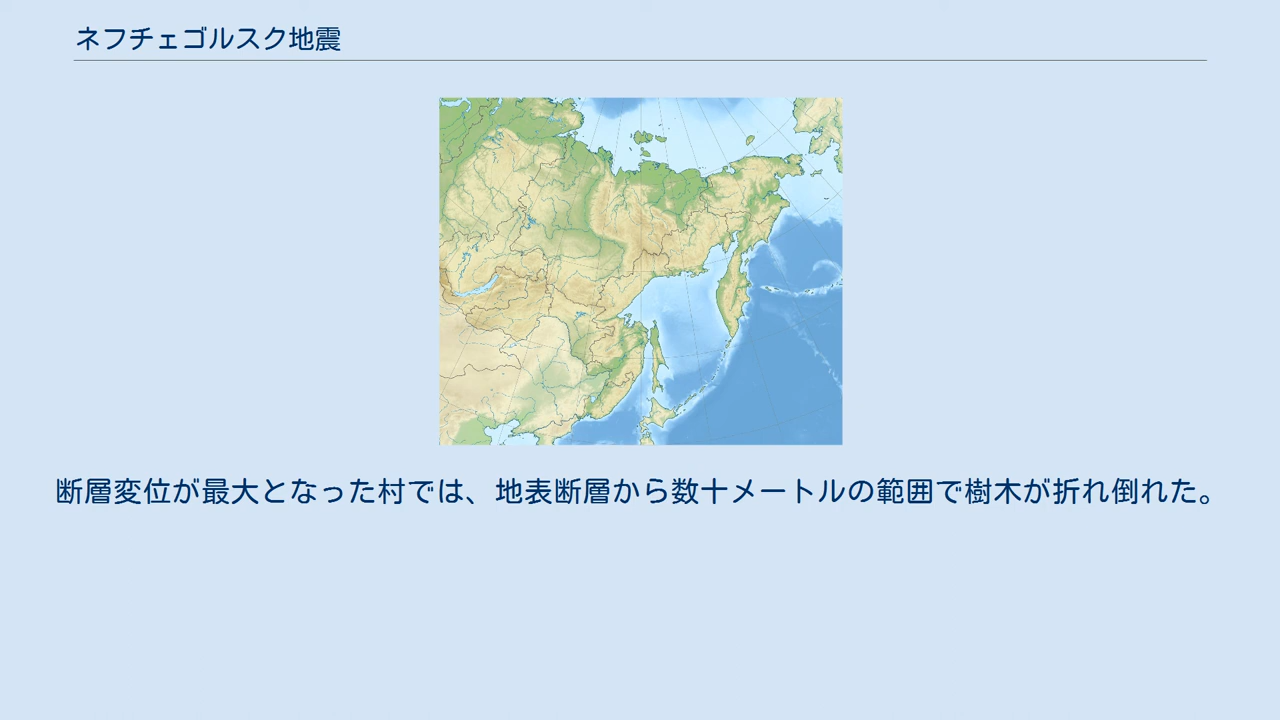 ネフチェゴルスク地震
断層変位が最大となった村では、地表断層から数十メートルの範囲で樹木が折れ倒れた。